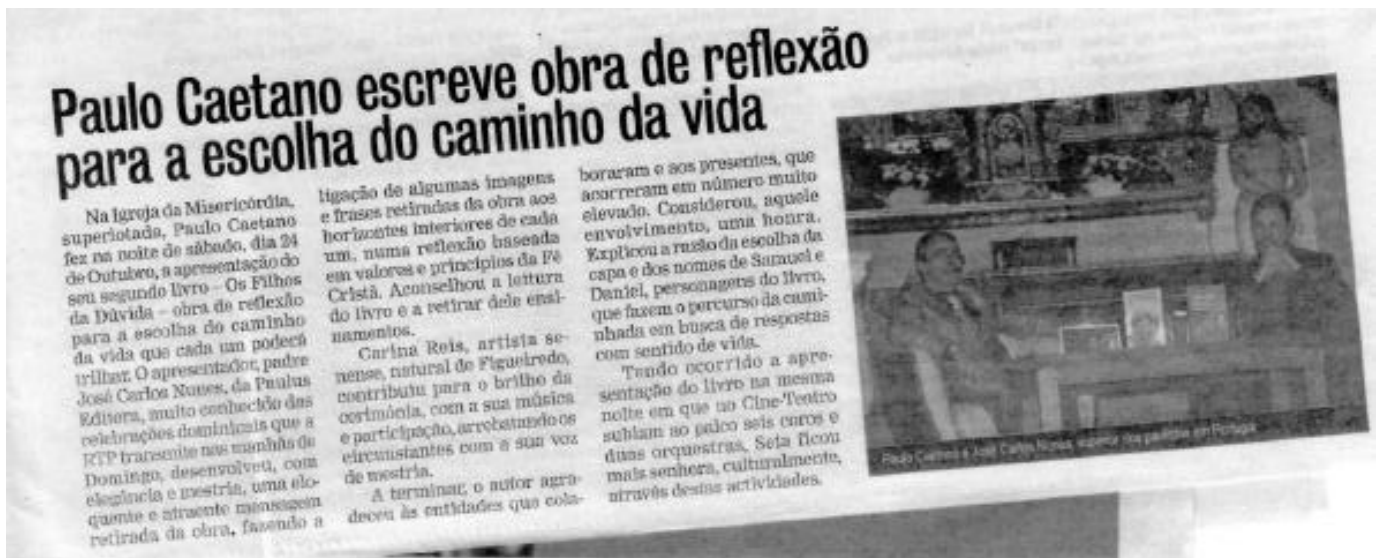 Paulo Caetano escreve obra de reflexão
para a escolha do caminho da vida
Na Igreja da Misericórdia,
superlotada, Paulo Caetano
fez na noite de sábado, dia 24
de Outubro, a apresentação do
seu segundo livro – Os Filhos
da Dúvida – obra de reflexão
para a escolha do caminho
da vida que cada um poderá
trilhar. O apresentador, padre
José Carlos Nunes, da Paulus
Editora, muito conhecido das
celebrações dominicais que a
RTP transmite nas manhãs de
Domingo, desenvolveu, com
elegância e mestria, uma elo-
quente e atraente mensagem
retirada da obra, fazendo a
ligação de algumas imagens
e frases retiradas da obra aos
horizontes interiores de cada
um, numa reflexão baseada
em valores e princípios da Fé
Cristã. Aconselhou a leitura
do livro e a retirar dele ensi-
namentos.
Carina Reis, artista se-
nense, natural de Figueiredo,
contribuiu para o brilho da
cerimónia, com a sua música
e participação, arrebatando os
circunstantes com a sua voz
de mestria.
A terminar, o autor agra-
deceu às entidades que cola-
boraram e aos presentes, que
acorreram em número muito
elevado. Considerou, aquele
envolvimento, uma honra.
Explicou a razão da escolha da
capa e dos nomes de Samuel e
Daniel, personagens do livro,
que fazem o percurso da cami-
nhada em busca de respostas
com sentido de vida.
Tendo ocorrido a apre-
sentação do livro na mesma
noite em que no Cine-Teatro
subiam ao palco seis coros e
duas orquestras, Seia ficou
mais senhora, culturalmente,
através destas actividades.
Paulo Caetano e José Carlos Nunes, superior dos paulistas em Portugal